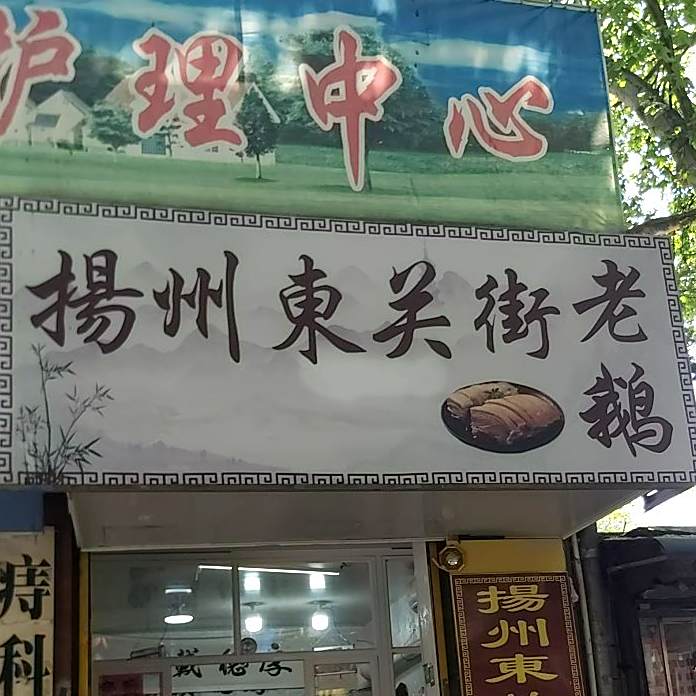 护理中心
揚州東关街老
鵝
痔科
揚州東